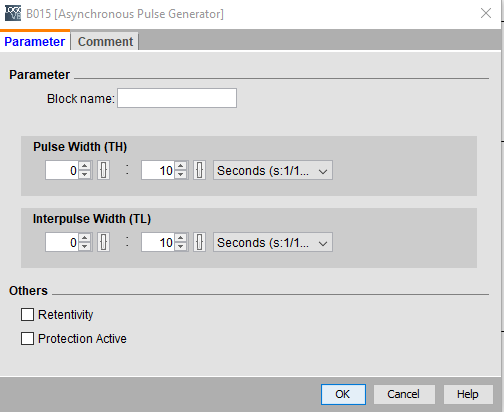 B015 [Asynchronous Pulse Generator]
Parameter Comment
Parameter
Block name:
Pulse Width (TH)
0 : 10 Seconds (s:1/1...
Interpulse Width (TL)
0 : 10 Seconds (s:1/1...
Others
Retentivity
Protection Active
OK Cancel Help